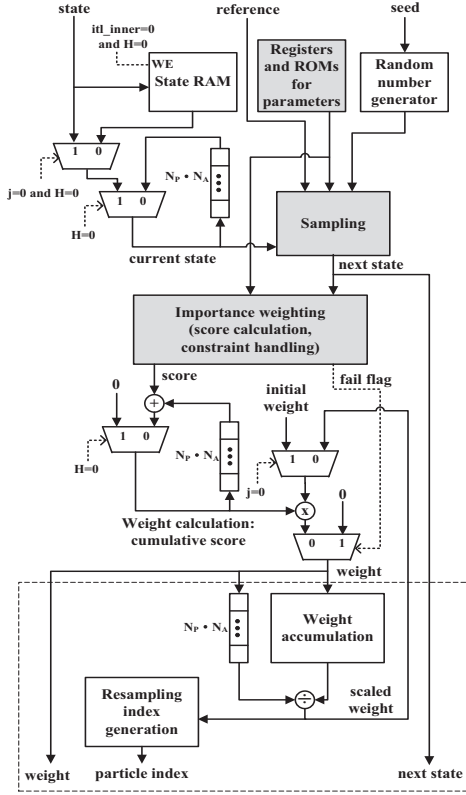 state
itl_inner=0
and H=0
reference
seed
WE
State RAM
Registers
and ROMs
for
parameters
Random
number
generator
1 0
j=0 and H=0
1 0
H=0
N_P • N_A
Sampling
current state
next state
Importance weighting
(score calculation,
constraint handling)
score
fail flag
0
initial
weight
+
1 0
H=0
N_P • N_A
1 0
j=0
x
0
Weight calculation:
cumulative score
0 1
weight
N_P • N_A
Weight
accumulation
÷
scaled
weight
Resampling
index
generation
weight
particle index
next state